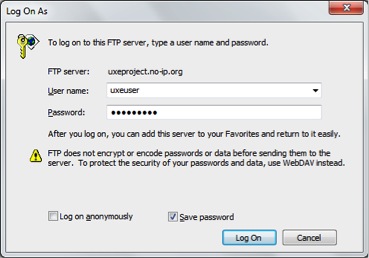 Log On As
To log on to this FTP server, type a user name and password.
FTP server: uxeproject.no-ip.org
User name: uxeuser
Password: •••••••••
After you log on, you can add this server to your Favorites and return to it easily.
FTP does not encrypt or encode passwords or data before sending them to the
server. To protect the security of your passwords and data, use WebDAV instead.
Log on anonymously Save password
Log On Cancel